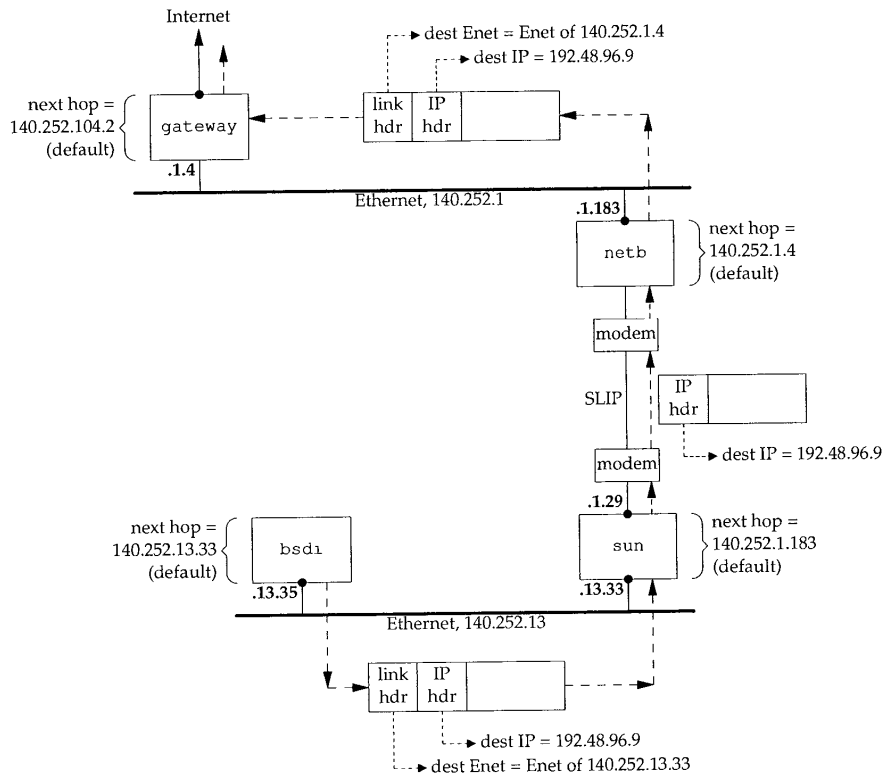 Internet
dest Enet = Enet of 140.252.1.4
dest IP = 192.48.96.9
next hop =
140.252.104.2
(default)
gateway
link
hdr
IP
hdr
.1.4
Ethernet, 140.252.1
.1.183
netb
next hop =
140.252.1.4
(default)
modem
SLIP
IP
hdr
dest IP = 192.48.96.9
modem
.1.29
next hop =
140.252.13.33
(default)
bsdi
sun
next hop =
140.252.1.183
(default)
.13.35
.13.33
Ethernet, 140.252.13
link
hdr
IP
hdr
dest IP = 192.48.96.9
dest Enet = Enet of 140.252.13.33